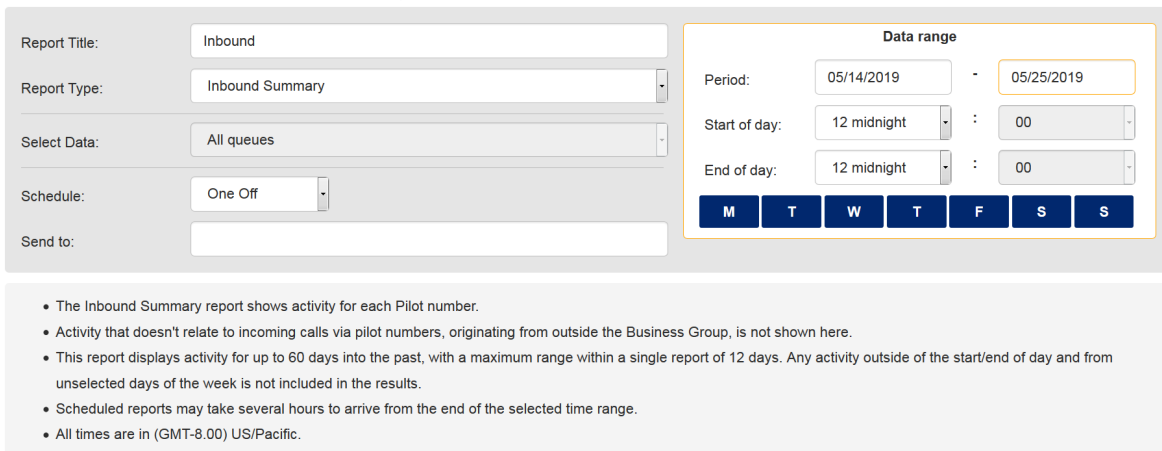 Report Title: Inbound
Report Type: Inbound Summary
Select Data: All queues
Schedule: One Off
Send to:
Data range
Period: 05/14/2019 - 05/25/2019
Start of day: 12 midnight : 00
End of day: 12 midnight : 00
M T W T F S S
• The Inbound Summary report shows activity for each Pilot number.
• Activity that doesn't relate to incoming calls via pilot numbers, originating from outside the Business Group, is not shown here.
• This report displays activity for up to 60 days into the past, with a maximum range within a single report of 12 days. Any activity outside of the start/end of day and from
unselected days of the week is not included in the results.
• Scheduled reports may take several hours to arrive from the end of the selected time range.
• All times are in (GMT-8.00) US/Pacific.